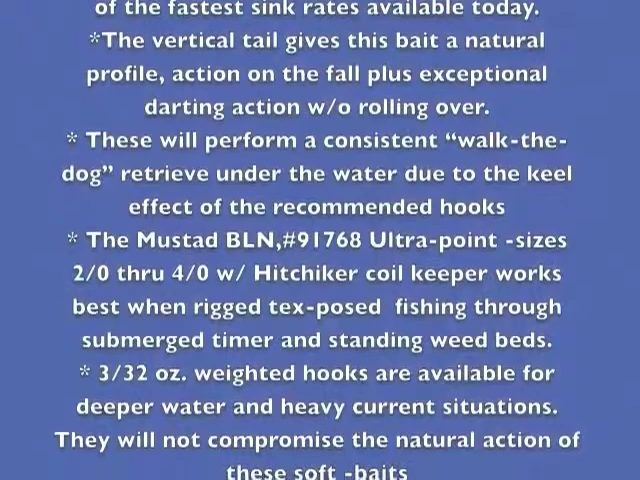 of the fastest sink rates available today.
*The vertical tail gives this bait a natural
profile, action on the fall plus exceptional
darting action w/o rolling over.
* These will perform a consistent “walk-the-
dog” retrieve under the water due to the keel
effect of the recommended hooks
* The Mustad BLN,#91768 Ultra-point -sizes
2/0 thru 4/0 w/ Hitchiker coil keeper works
best when rigged tex-posed  fishing through
submerged timer and standing weed beds.
* 3/32 oz. weighted hooks are available for
deeper water and heavy current situations.
They will not compromise the natural action of
these soft -baits